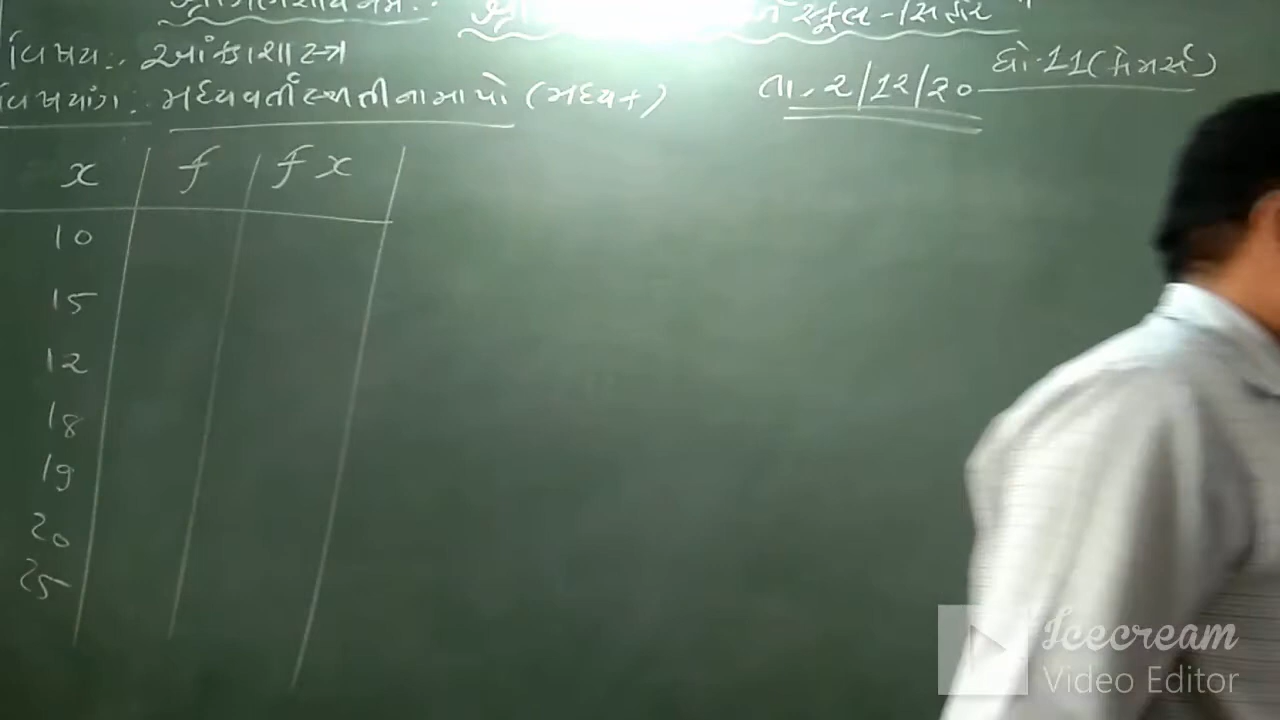 સ્કુલ - સિતેર
વિષય:. આંકડાશાસ્ત્ર
ધો-11 (કોમર્સ)
વિષયાંગ: મધ્યવર્તી સ્થિતીના માપો (મધ્યક) તા. 2/12/20
x f fx
10
15
12
18
19
20
25
Icecream
Video Editor